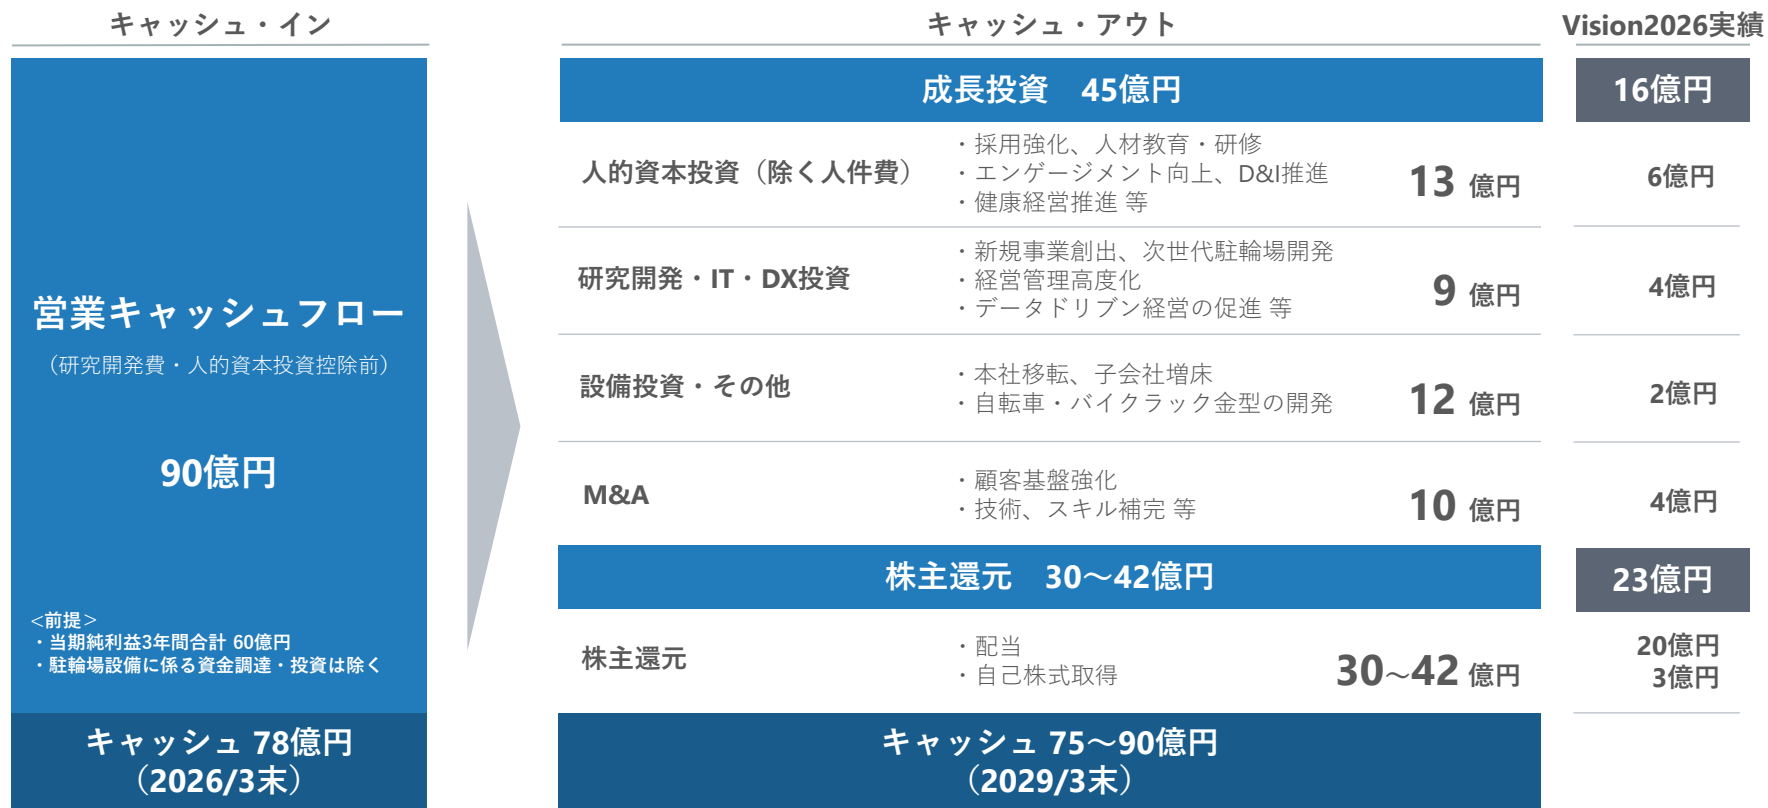 キャッシュ・イン
キャッシュ・アウト
Vision2026実績
営業キャッシュフロー
（研究開発費・人的資本投資控除前）
90億円
<前提>
・当期純利益3年間合計 60億円
・駐輪場設備に係る資金調達・投資は除く
キャッシュ 78億円
（2026/3末）
成長投資　45億円
16億円
人的資本投資（除く人件費）
・採用強化、人材教育・研修
・エンゲージメント向上、D&I推進
・健康経営推進 等
13 億円
6億円
研究開発・IT・DX投資
・新規事業創出、次世代駐輪場開発
・経営管理高度化
・データドリブン経営の促進 等
9 億円
4億円
設備投資・その他
・本社移転、子会社増床
・自転車・バイクラック金型の開発
12 億円
2億円
M&A
・顧客基盤強化
・技術、スキル補完 等
10 億円
4億円
株主還元　30～42億円
23億円
株主還元
・配当
・自己株式取得
30～42 億円
20億円
3億円
キャッシュ 75～90億円
（2029/3末）